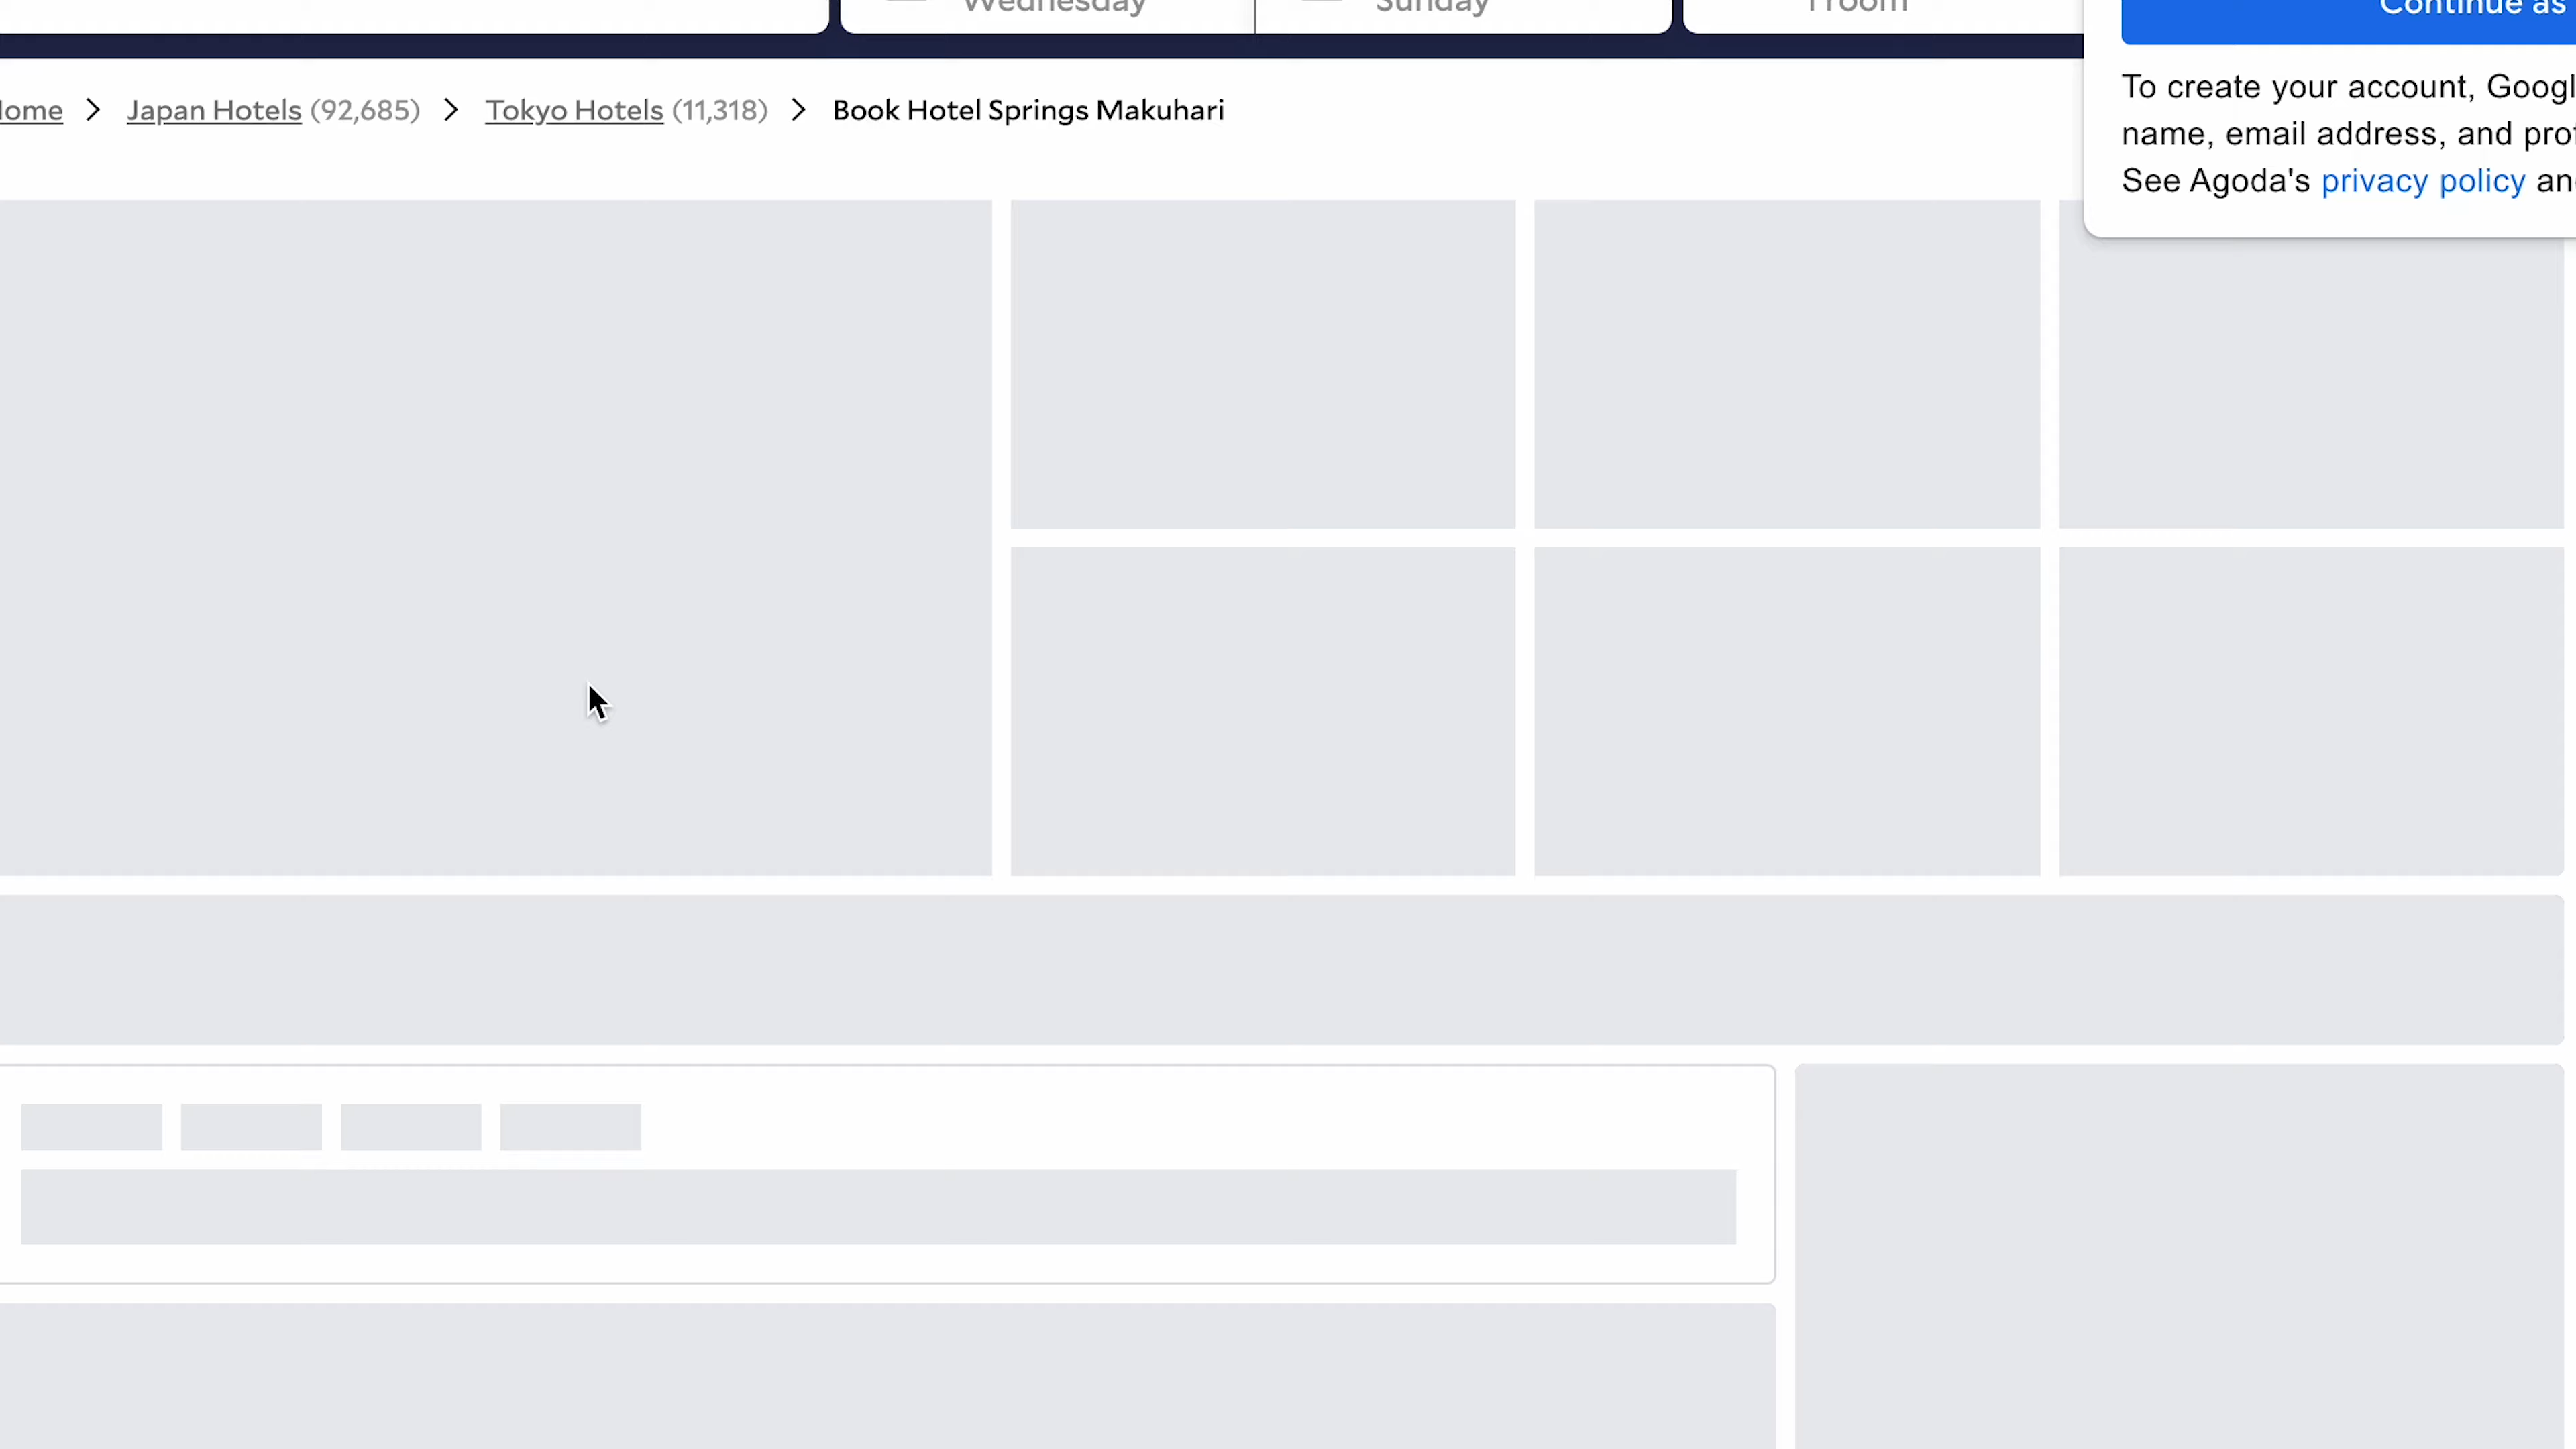 Wednesday
Sunday
1 room
Continue as
Home > Japan Hotels (92,685) > Tokyo Hotels (11,318) > Book Hotel Springs Makuhari
To create your account, Googl
name, email address, and prof
See Agoda's privacy policy an